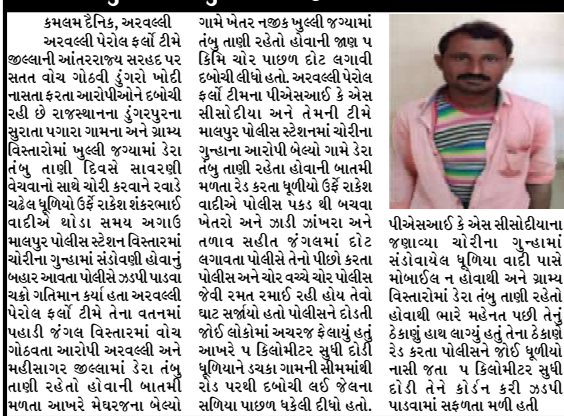 કમલમ દૈનિક, અરવલ્લી
અરવલ્લી પેરોલ ફર્લો ટીમે
જીલ્લાની આંતરરાજ્ય સરહદ પર
સતત વોચ ગોઠવી ડુંગરો ખોદી
નાસતા ફરતા આરોપીઓને દબોચી
રહી છે રાજસ્થાનના ડુંગરપુરના
સુરાતા પગારા ગામના અને ગ્રામ્ય
વિસ્તારોમાં ખુલ્લી જગ્યામાં ડેરા
તંબુ તાણી દિવસે સાવરણી
વેચવાનો સાથે ચોરી કરવાને રવાડે
ચઢેલ ધૂળિયો ઉર્ફે રાકેશ શંકરભાઈ
વાદીએ થોડા સમય અગાઉ
માલપુર પોલીસ સ્ટેશન વિસ્તારમાં
ચોરીના ગુન્હામાં સંડોવણી હોવાનું
બહાર આવતા પોલીસે ઝડપી પાડવા
ચક્રો ગતિમાન કર્યા હતા અરવલ્લી
પેરોલ ફર્લો ટીમે તેના વતનમાં
પહાડી જંગલ વિસ્તારમાં વોચ
ગોઠવતા આરોપી અરવલ્લી અને
મહીસાગર જીલ્લામાં ડેરા તંબુ
તાણી રહેતો હોવાની બાતમી
મળતા આખરે મેઘરજના બેલ્યો
ગામે ખેતર નજીક ખુલ્લી જગ્યામાં
તંબુ તાણી રહેતો હોવાની જાણ ૫
કિમિ ચોર પાછળ દોટ લગાવી
દબોચી લીધો હતો. અરવલ્લી પેરોલ
ફર્લો ટીમના પીએસઆઈ કે એસ
સીસોદીયા અને તેમની ટીમે
માલપુર પોલીસ સ્ટેશનમાં ચોરીના
ગુન્હાના આરોપી બેલ્યો ગામે ડેરા
તંબુ તાણી રહેતા હોવાની બાતમી
મળતા રેડ કરતા ધૂળીયો ઉર્ફે રાકેશ
વાદીએ પોલીસ પકડ થી બચવા
ખેતરો અને ઝાડી ઝાંખરા અને
તળાવ સહીત જંગલમાં દોટ
લગાવતા પોલીસે તેનો પીછો કરતા
પોલીસ અને ચોર વચ્ચે ચોર પોલીસ
જેવી રમત રમાઈ રહી હોય તેવો
ઘાટ સર્જાયો હતો પોલીસને દોડતી
જોઈ લોકોમાં અચરજ ફેલાયું હતું
આખરે ૫ કિલોમીટર સુધી દોડી
ધૂળિયાને ડચકા ગામની સીમમાંથી
રોડ પરથી દબોચી લઈ જેલના
સળિયા પાછળ ધકેલી દીધો હતો.
પીએસઆઈ કે એસ સીસોદીયાના
જણાવ્યા ચોરીના ગુન્હામાં
સંડોવાયેલ ધૂળિયા વાદી પાસે
મોબાઈલ ન હોવાથી અને ગ્રામ્ય
વિસ્તારોમાં ડેરા તંબુ તાણી રહેતો
હોવાથી ભારે મહેનત પછી તેનું
ઠેકાણું હાથ લાગ્યું હતું તેના ઠેકાણે
રેડ કરતા પોલીસને જોઈ ધૂળીયો
નાસી જતા ૫ કિલોમીટર સુધી
દોડી તેને કોર્ડન કરી ઝડપી
પાડવામાં સફળતા મળી હતી